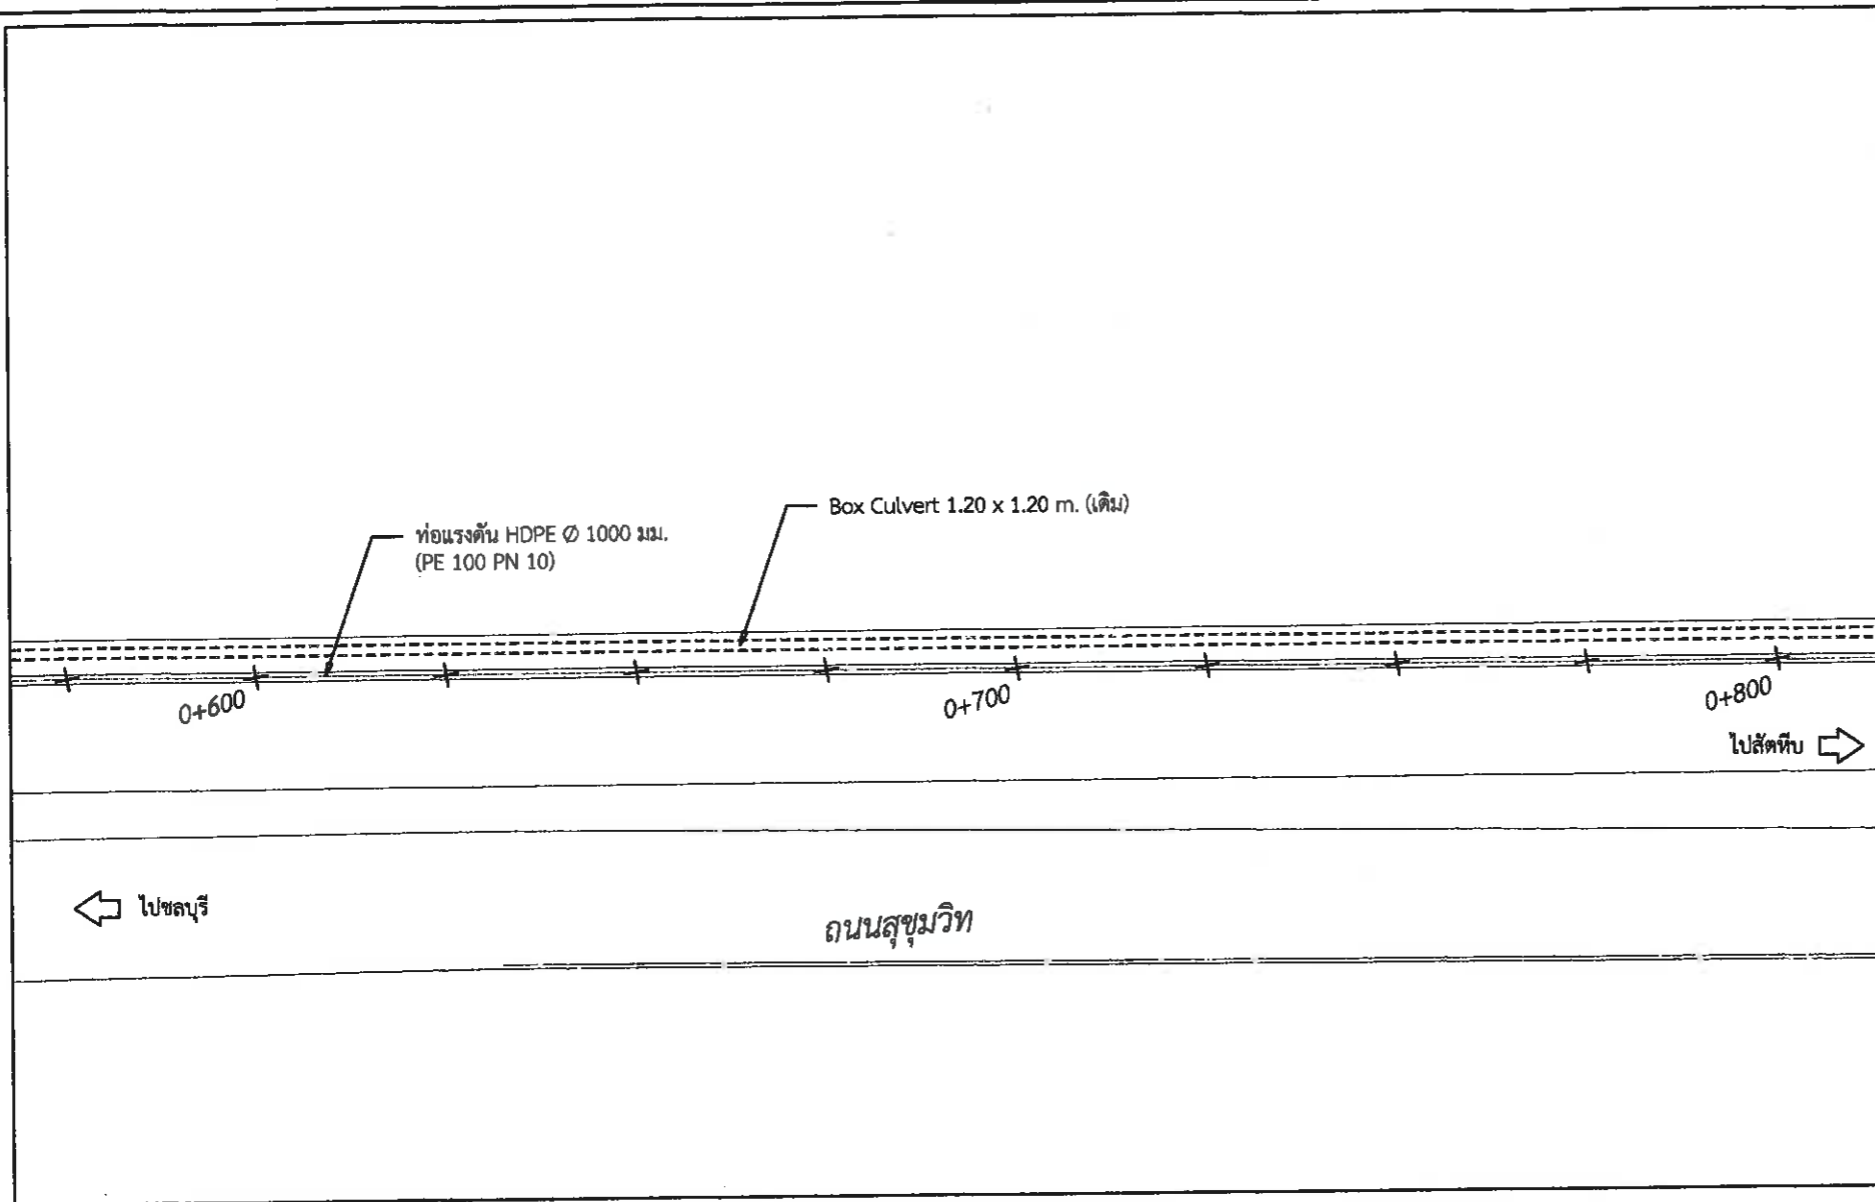 Box Culvert 1.20 x 1.20 m. (เดิม)
ท่อแรงดัน HDPE Ø 1000 มม.
(PE 100 PN 10)
0+600
0+700
0+800
ไปสัตหีบ
ไปชลบุรี
ถนนสุขุมวิท